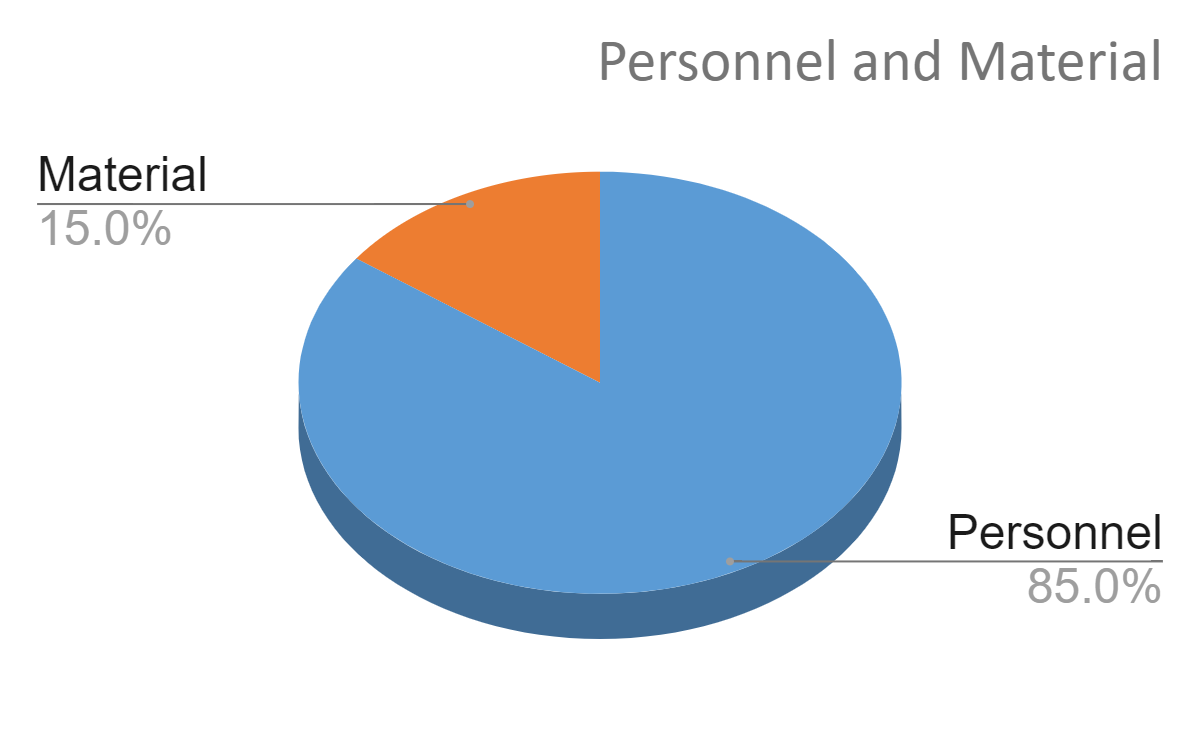 Personnel and Material
Material
15.0%
Personnel
85.0%